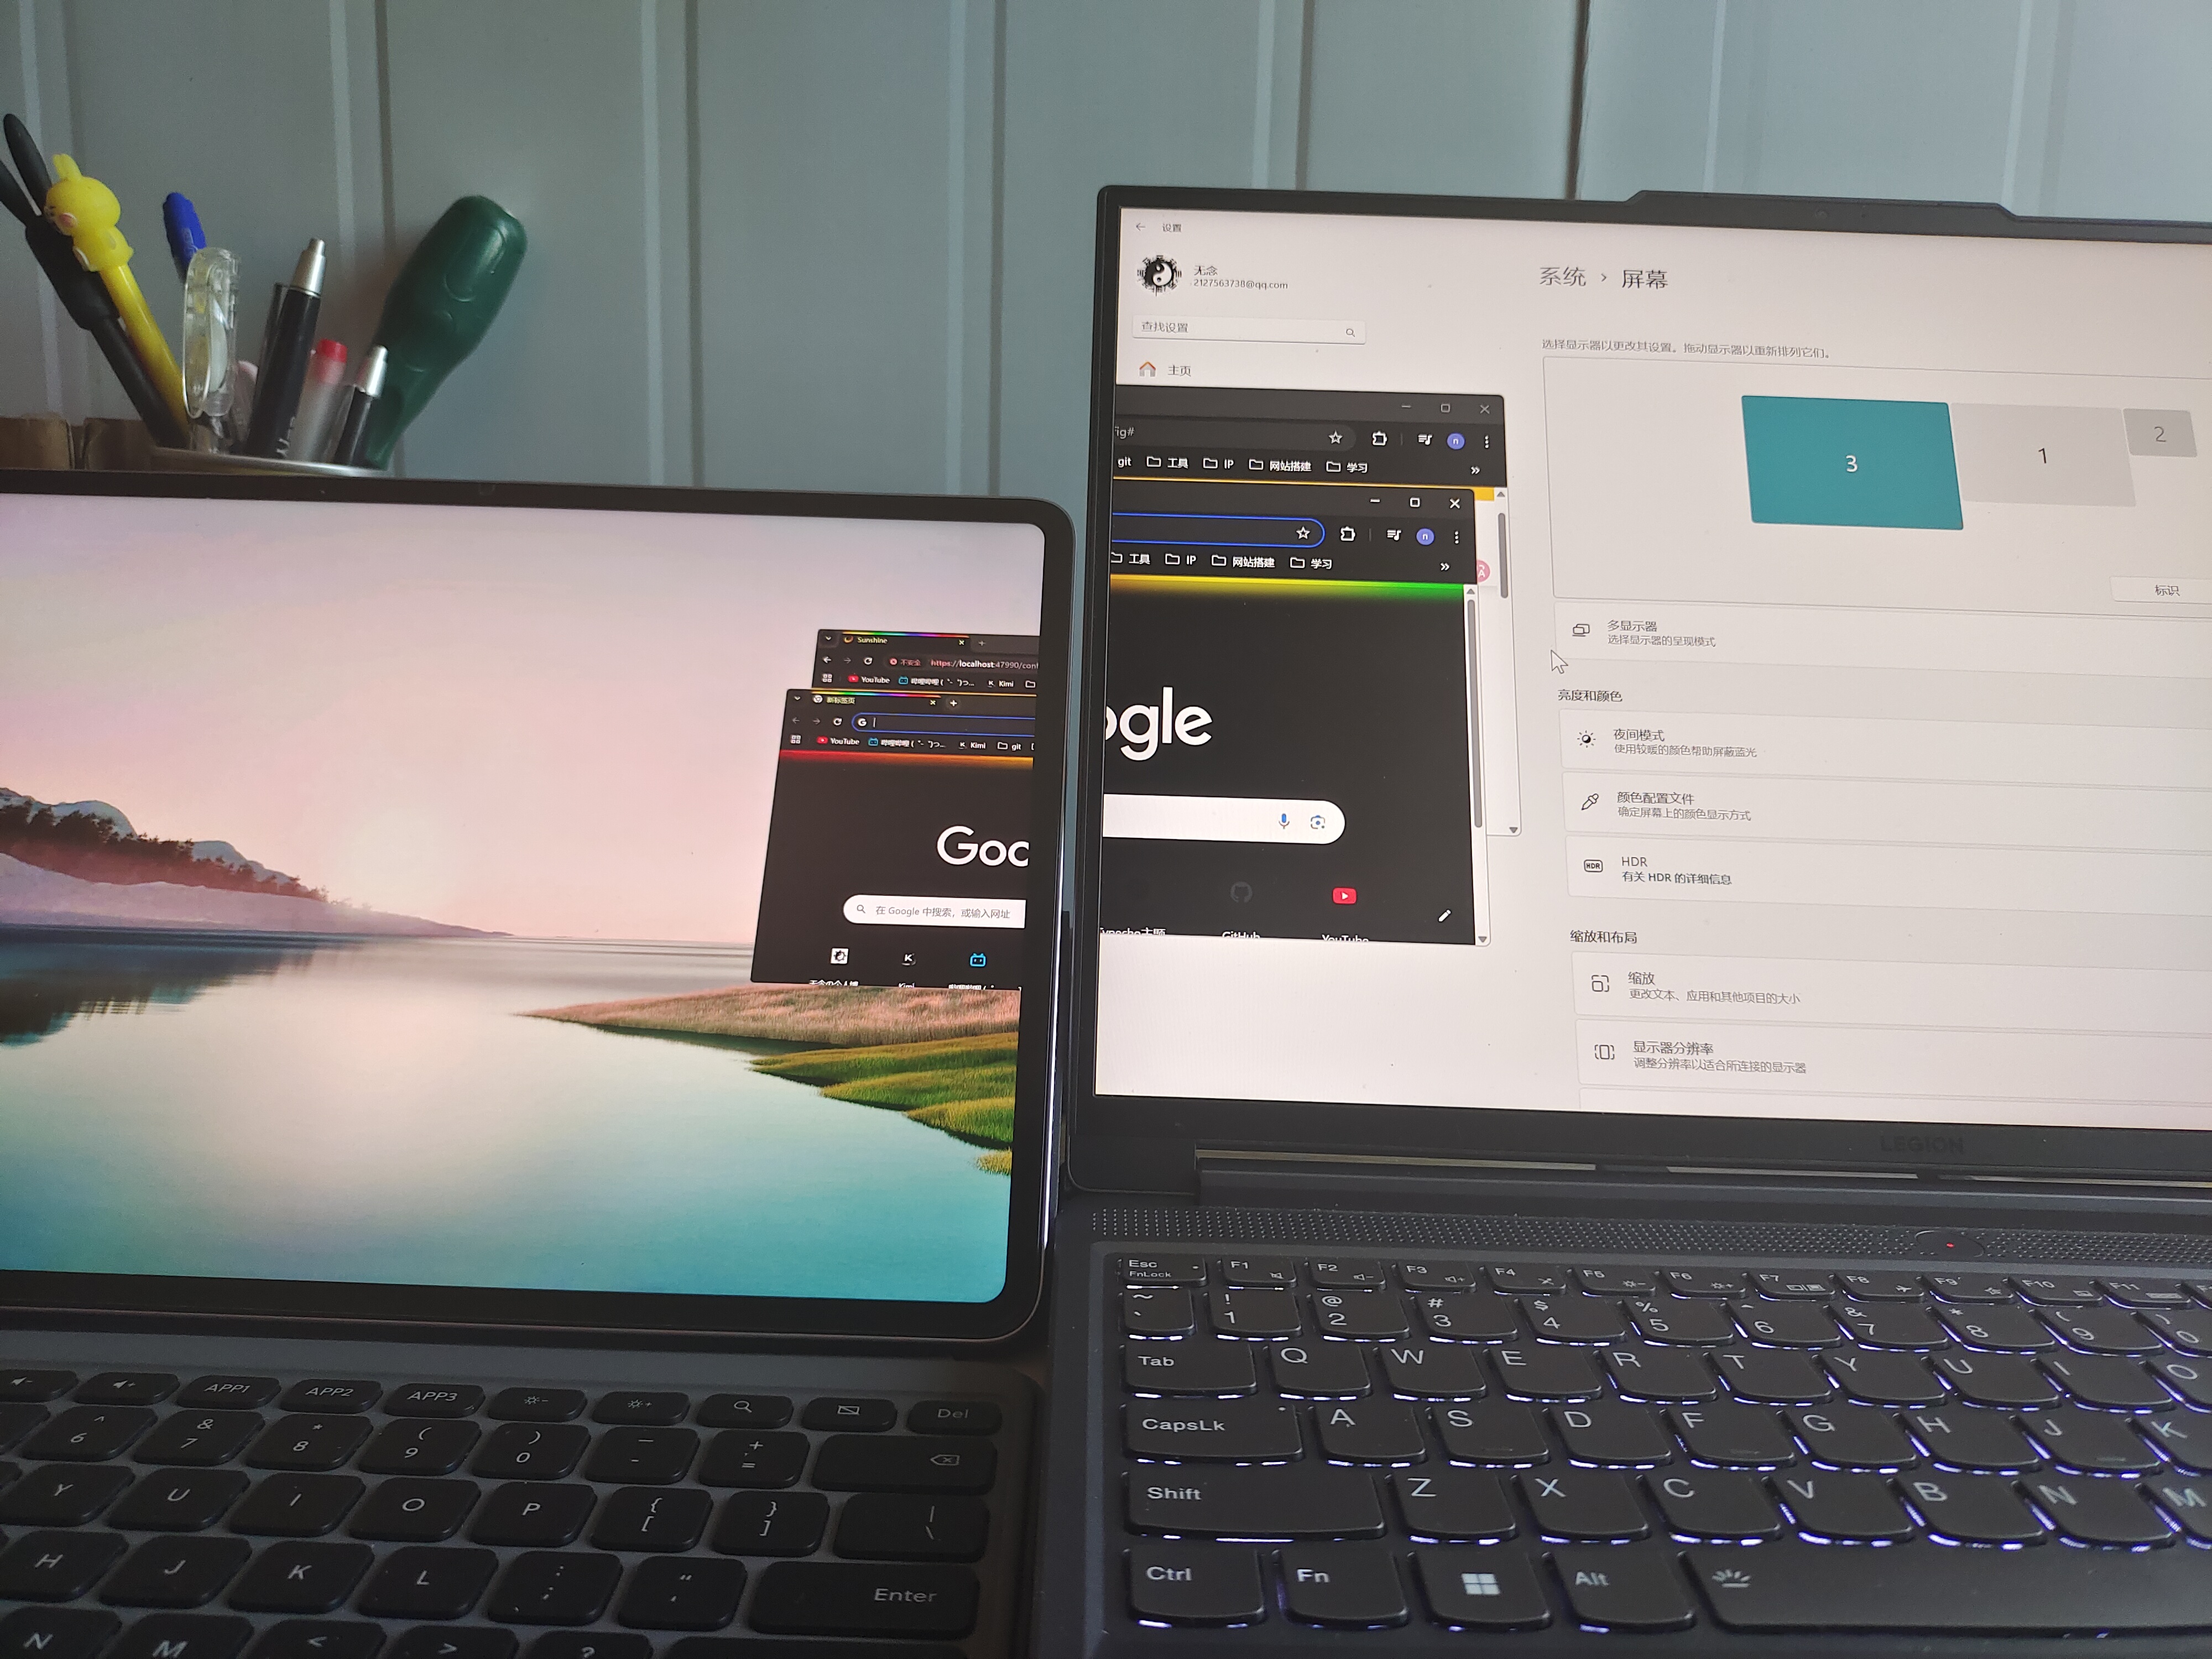 Sunshine
不安全 https://localhost:47990/conf
YouTube 哔哩哔哩 ( ゜- ゜)つ... Kimi
新标签页
YouTube 哔哩哔哩 ( ゜- ゜)つ... Kimi git
Goo
在 Google 中搜索，或输入网址
Kimi
设置
无念
2127563738@qq.com
查找设置
主页
ig#
git 工具 IP 网站搭建 学习
工具 IP 网站搭建 学习
ogle
Typecho主题 GitHub YouTube
系统 › 屏幕
选择显示器以更改其设置。拖动显示器以重新排列它们。
3 1 2
标识
多显示器
选择显示器的呈现模式
亮度和颜色
夜间模式
使用较暖的颜色帮助屏蔽蓝光
颜色配置文件
确定屏幕上的颜色显示方式
HDR
有关 HDR 的详细信息
缩放和布局
缩放
更改文本、应用和其他项目的大小
显示器分辨率
调整分辨率以适合所连接的显示器
LEGION
APP1 APP2 APP3 Del
^ & * ( ) — +
6 7 8 9 0 - =
Y U I O P { [ } ] | \
H J K L : ; " ' Enter
N M < > ?
Esc F1 F2 F3 F4 F5 F6 F7 F8 F9 F10 F11
FnLock
~ ! @ # $ % ^ & * ( )
` 1 2 3 4 5 6 7 8 9 0
Tab Q W E R T Y U I O
CapsLk A S D F G H J K
Shift Z X C V B N M
Ctrl Fn Alt